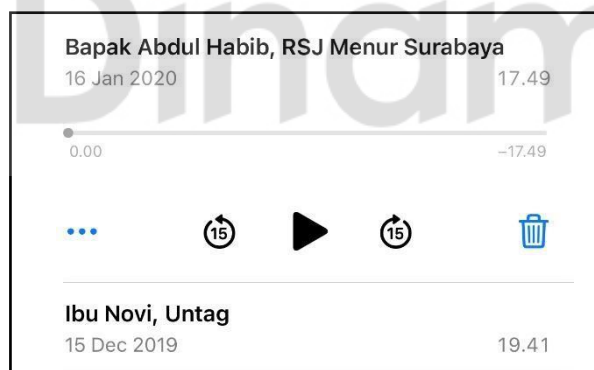 Dinam
Bapak Abdul Habib, RSJ Menur Surabaya
16 Jan 2020 17.49
0.00 −17.49
15 15
Ibu Novi, Untag
15 Dec 2019 19.41